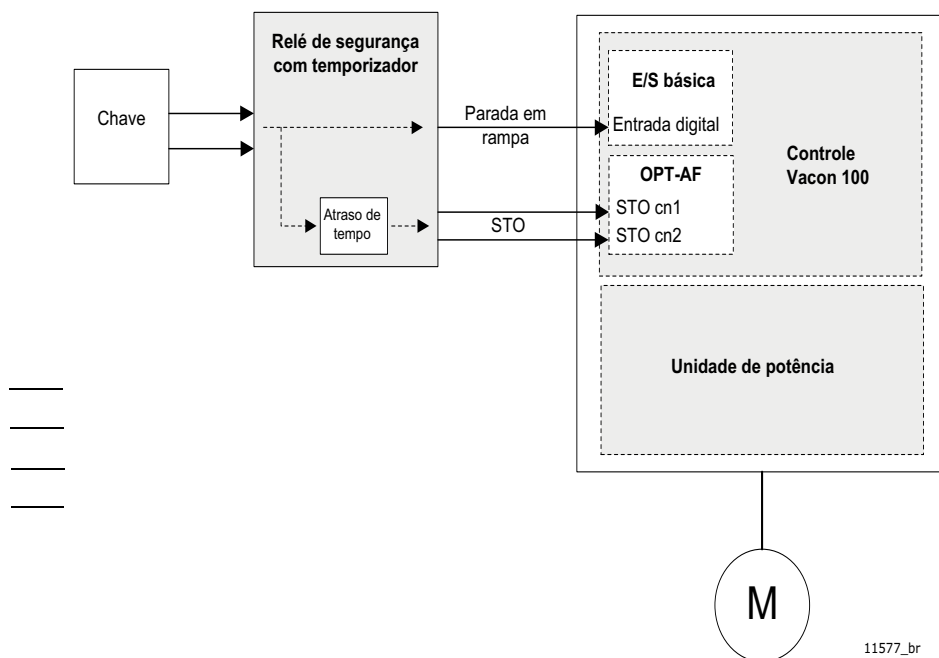 Chave
Relé de segurança
com temporizador
Atraso de
tempo
Parada em
rampa
STO
E/S básica
Entrada digital
OPT-AF
STO cn1
STO cn2
Controle
Vacon 100
Unidade de potência
M
11577_br